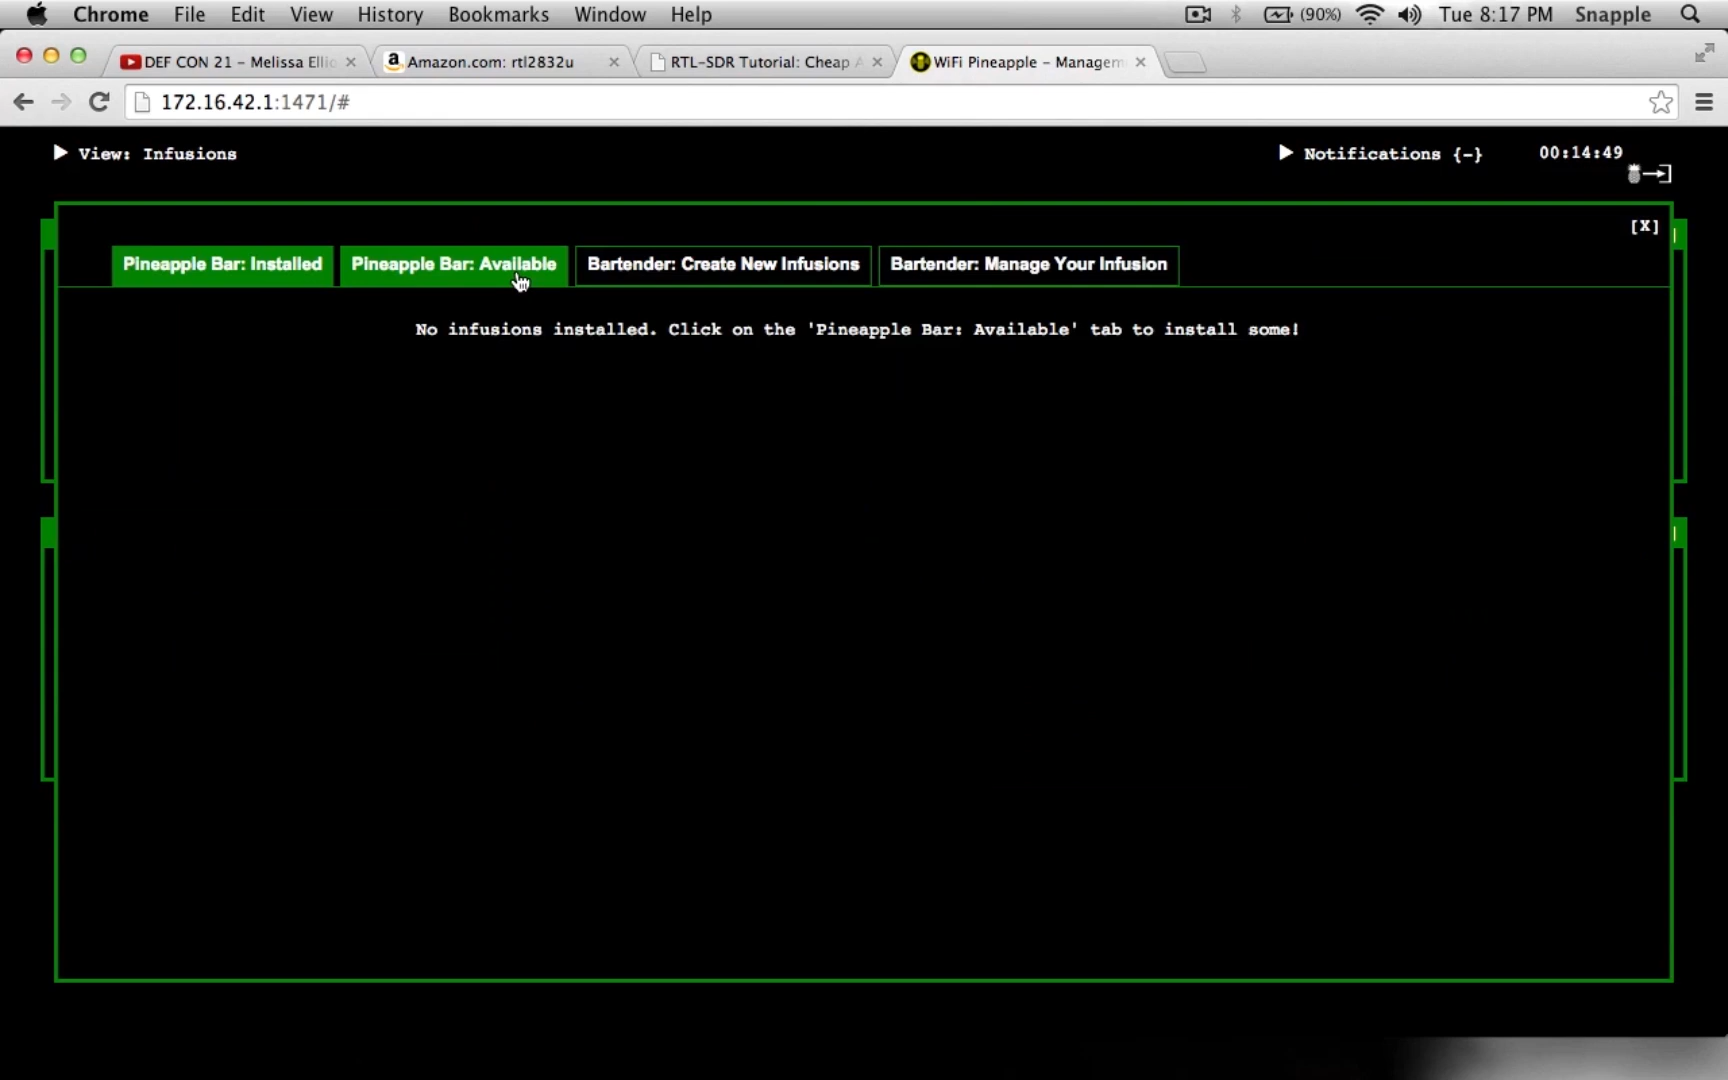 Chrome File Edit View History Bookmarks Window Help (90%) Tue 8:17 PM Snapple
DEF CON 21 – Melissa Ellio Amazon.com: rtl2832u RTL-SDR Tutorial: Cheap A WiFi Pineapple – Managem
172.16.42.1:1471/#
View: Infusions Notifications {-} 00:14:49
[X]
Pineapple Bar: Installed Pineapple Bar: Available Bartender: Create New Infusions Bartender: Manage Your Infusion
No infusions installed. Click on the 'Pineapple Bar: Available' tab to install some!